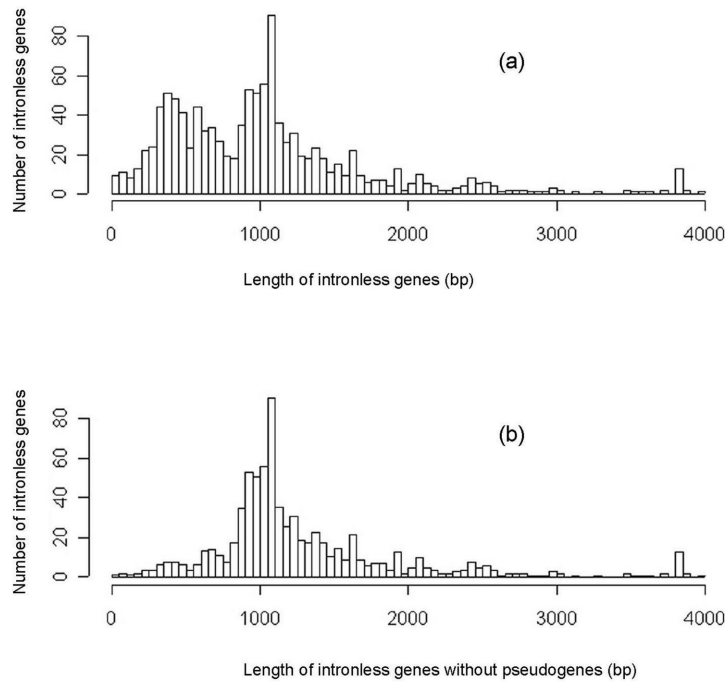 (a)
Number of intronless genes
80
60
40
20
0
0 1000 2000 3000 4000
Length of intronless genes (bp)
(b)
Number of intronless genes
80
60
40
20
0
0 1000 2000 3000 4000
Length of intronless genes without pseudogenes (bp)